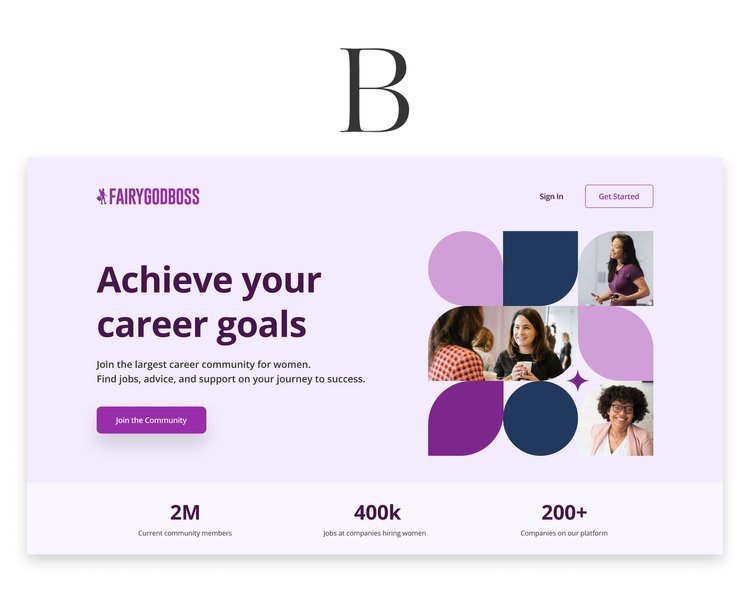 B
FAIRYGODBOSS
Sign In
Get Started
Achieve your
career goals
Join the largest career community for women.
Find jobs, advice, and support on your journey to success.
Join the Community
2M
Current community members
400k
Jobs at companies hiring women
200+
Companies on our platform